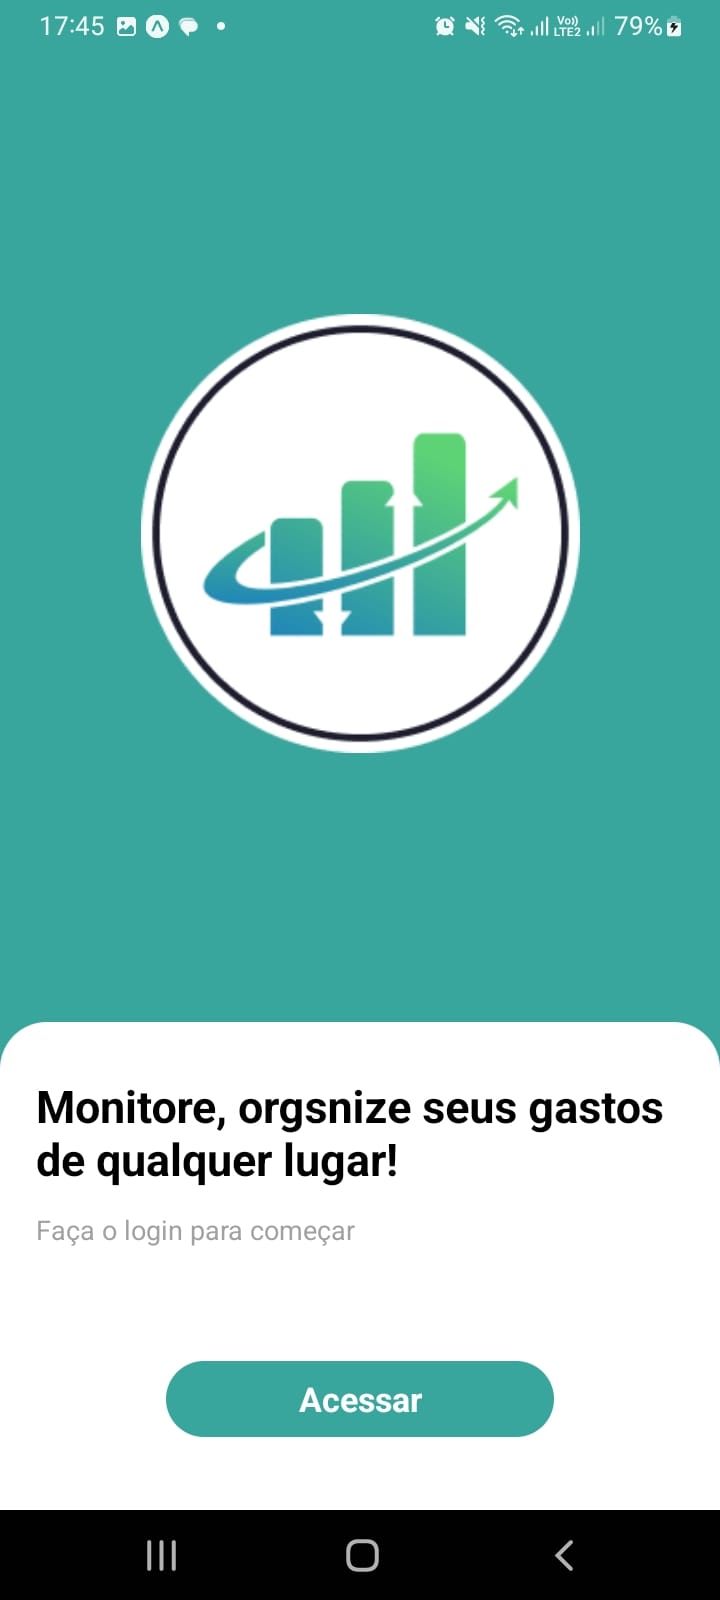 17:45
Vo)) LTE2 79%
Monitore, orgsnize seus gastos
de qualquer lugar!
Faça o login para começar
Acessar